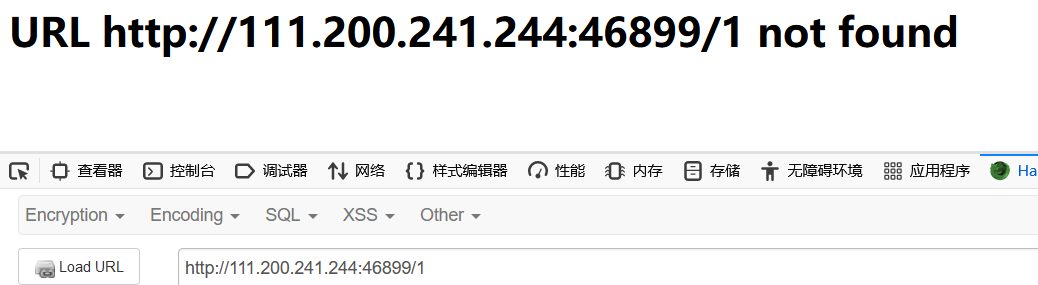 URL http://111.200.241.244:46899/1 not found
查看器 控制台 调试器 网络 样式编辑器 性能 内存 存储 无障碍环境 应用程序 Ha
Encryption Encoding SQL XSS Other
Load URL http://111.200.241.244:46899/1